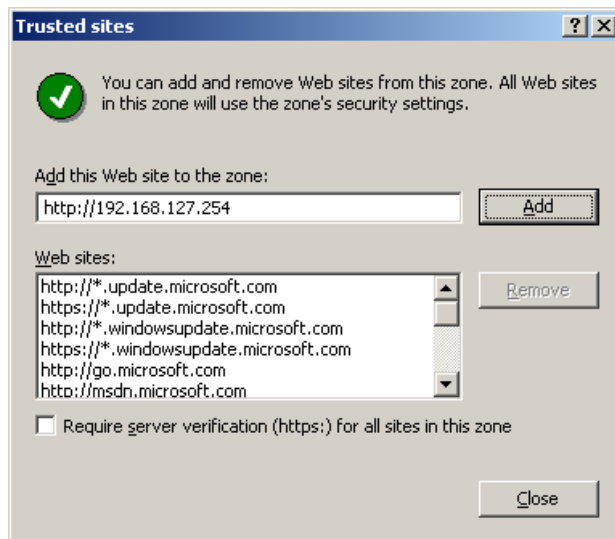 Trusted sites
You can add and remove Web sites from this zone. All Web sites
in this zone will use the zone's security settings.
Add this Web site to the zone:
http://192.168.127.254
Add
Web sites:
http://*.update.microsoft.com
https://*.update.microsoft.com
http://*.windowsupdate.microsoft.com
https://*.windowsupdate.microsoft.com
http://go.microsoft.com
http://msdn.microsoft.com
Remove
Require server verification (https:) for all sites in this zone
Close